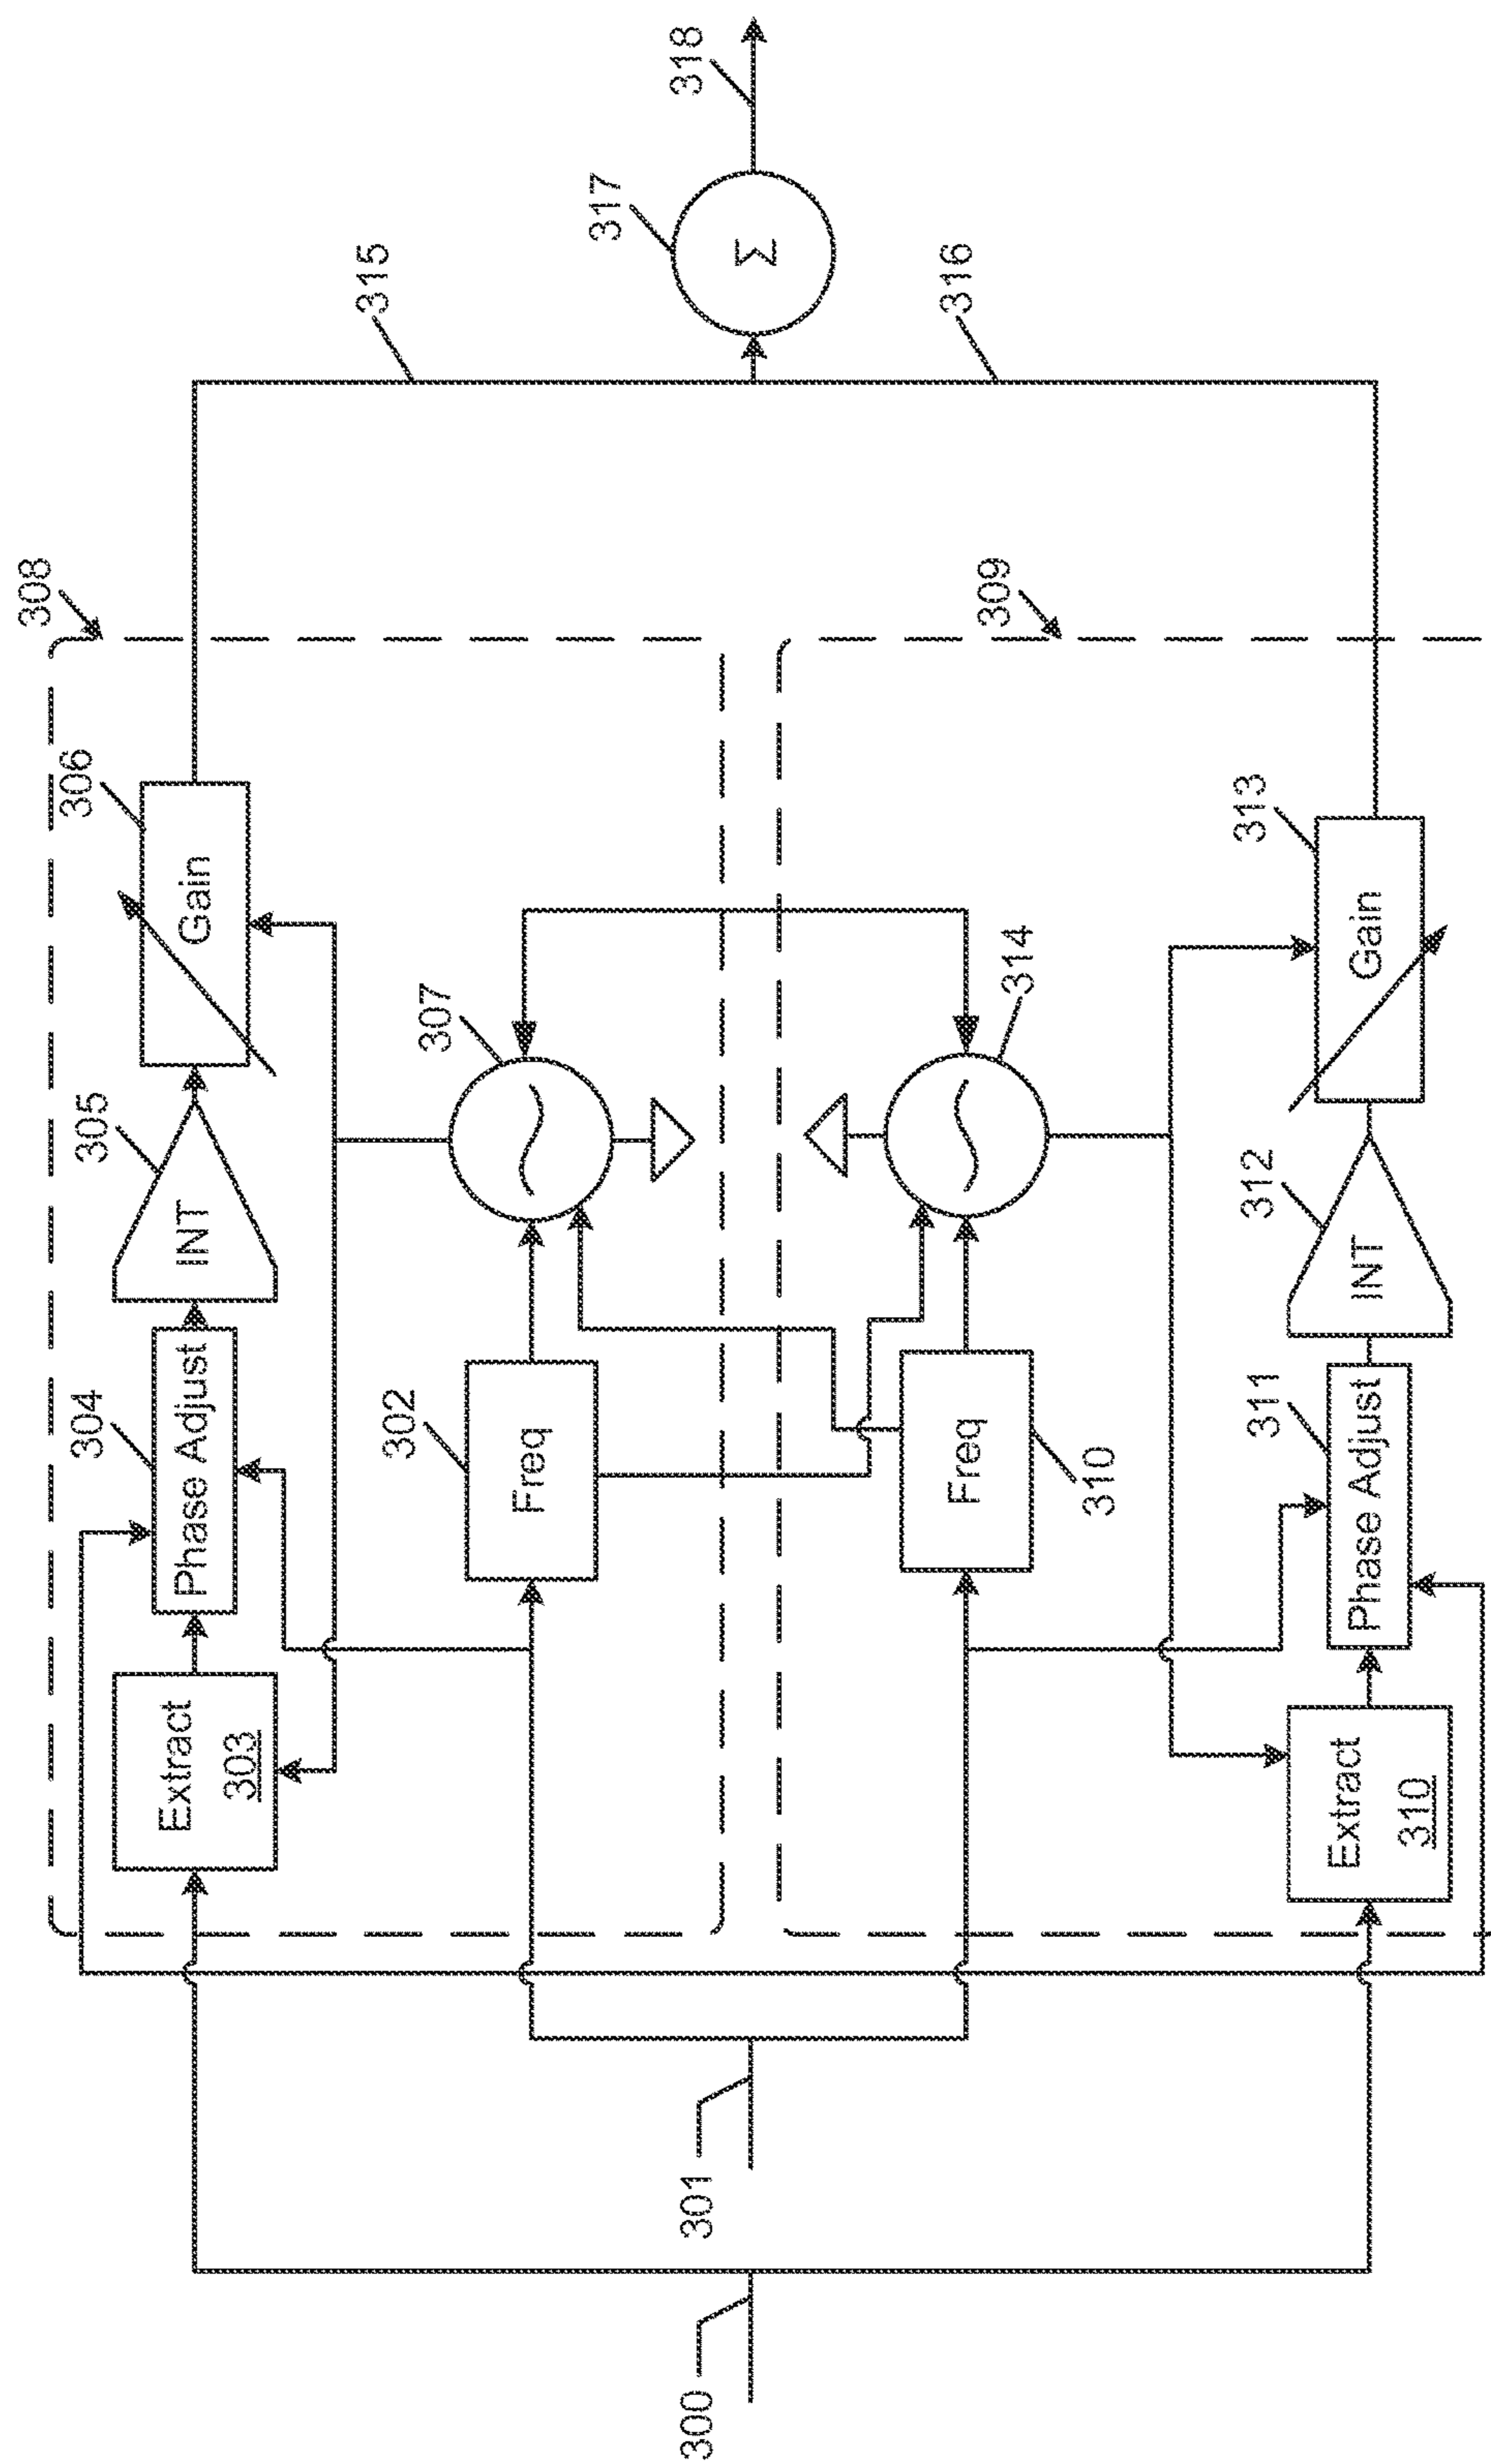 308
306
Gain
305
INT
304
Phase Adjust
Extract
303
307
302
Freq
315
317
Σ
318
316
300
301
309
314
Freq
310
313
Gain
312
INT
311
Phase Adjust
Extract
310